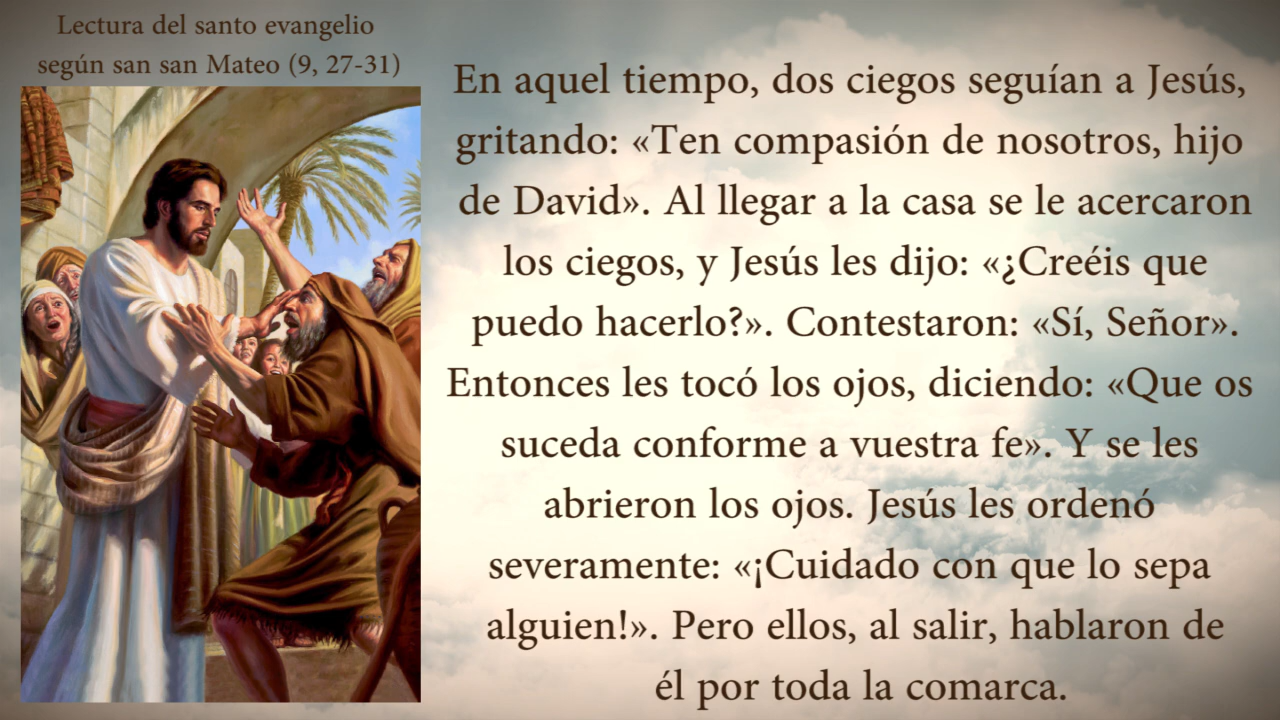 Lectura del santo evangelio
según san san Mateo (9, 27-31)
En aquel tiempo, dos ciegos seguían a Jesús,
gritando: «Ten compasión de nosotros, hijo
de David». Al llegar a la casa se le acercaron
los ciegos, y Jesús les dijo: «¿Creéis que
puedo hacerlo?». Contestaron: «Sí, Señor».
Entonces les tocó los ojos, diciendo: «Que os
suceda conforme a vuestra fe». Y se les
abrieron los ojos. Jesús les ordenó
severamente: «¡Cuidado con que lo sepa
alguien!». Pero ellos, al salir, hablaron de
él por toda la comarca.